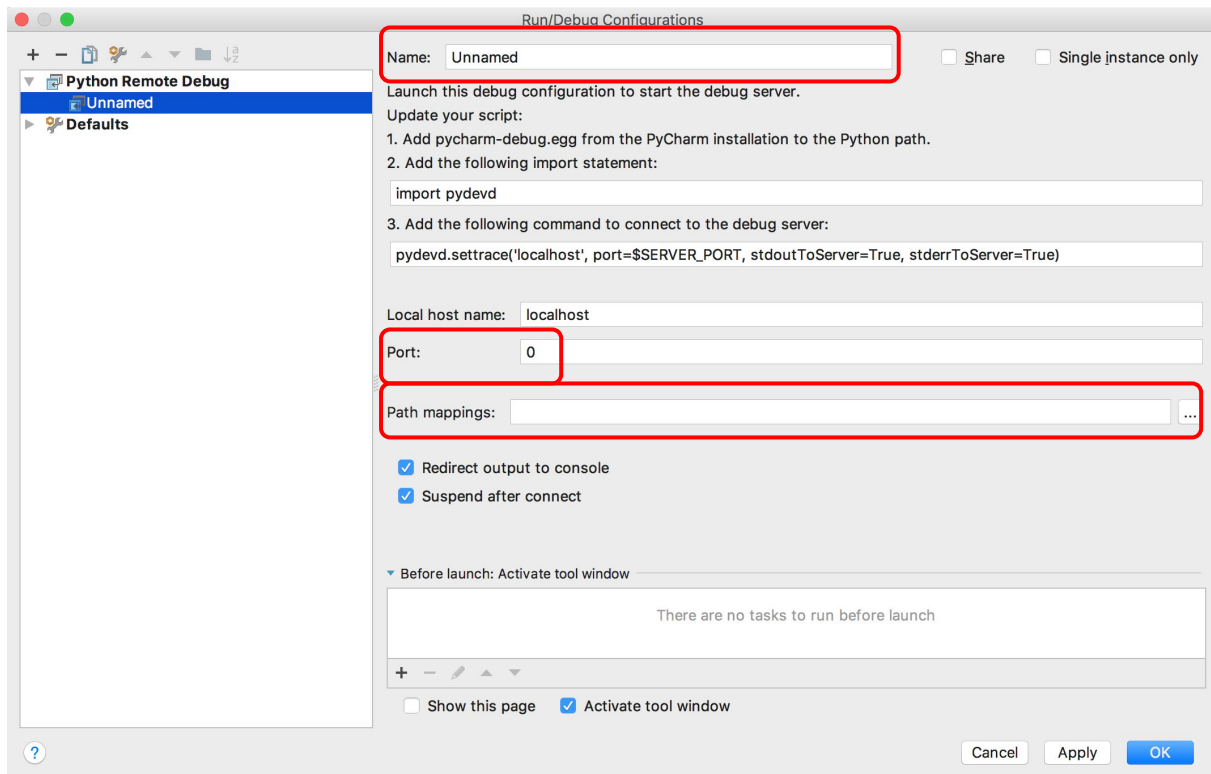 Run/Debug Configurations
Name: Unnamed
Share
Single instance only
Python Remote Debug
Unnamed
Defaults
Launch this debug configuration to start the debug server.
Update your script:
1. Add pycharm-debug.egg from the PyCharm installation to the Python path.
2. Add the following import statement:
import pydevd
3. Add the following command to connect to the debug server:
pydevd.settrace('localhost', port=$SERVER_PORT, stdoutToServer=True, stderrToServer=True)
Local host name: localhost
Port: 0
Path mappings: ...
Redirect output to console
Suspend after connect
Before launch: Activate tool window
There are no tasks to run before launch
Show this page
Activate tool window
?
Cancel
Apply
OK